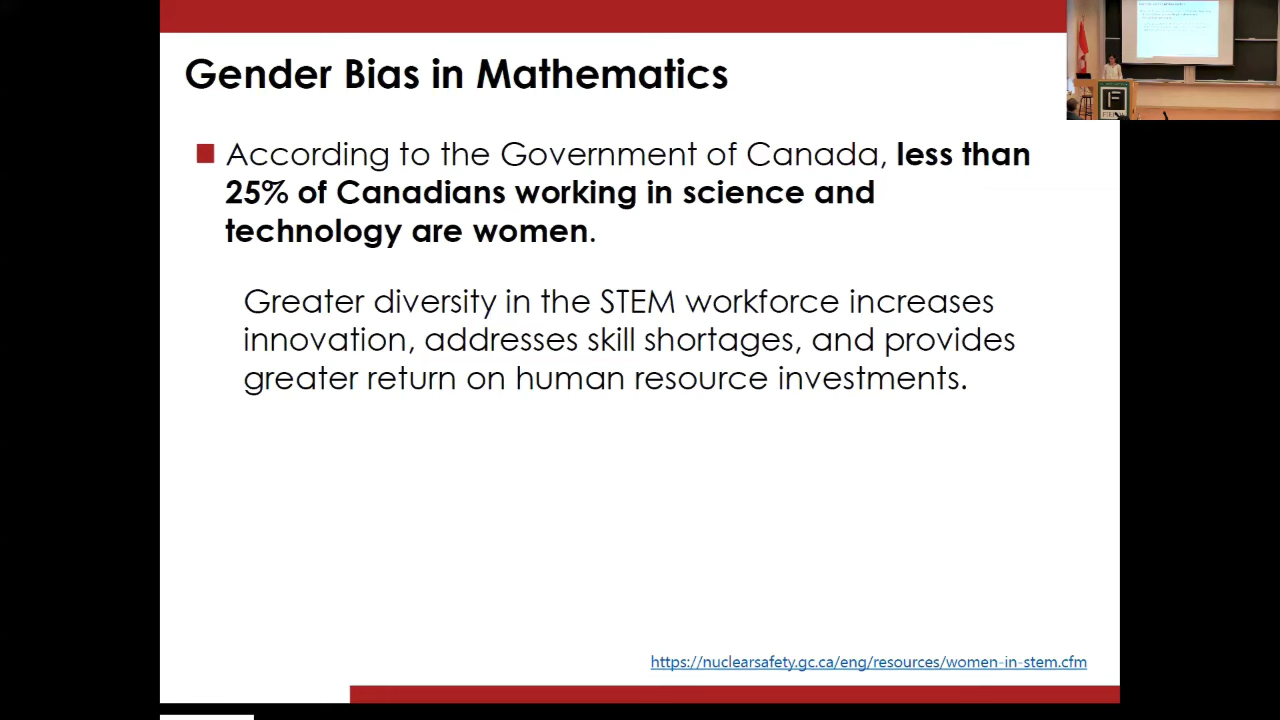 Gender Bias in Mathematics
According to the Government of Canada, less than
25% of Canadians working in science and
technology are women.
Greater diversity in the STEM workforce increases
innovation, addresses skill shortages, and provides
greater return on human resource investments.
https://nuclearsafety.gc.ca/eng/resources/women-in-stem.cfm